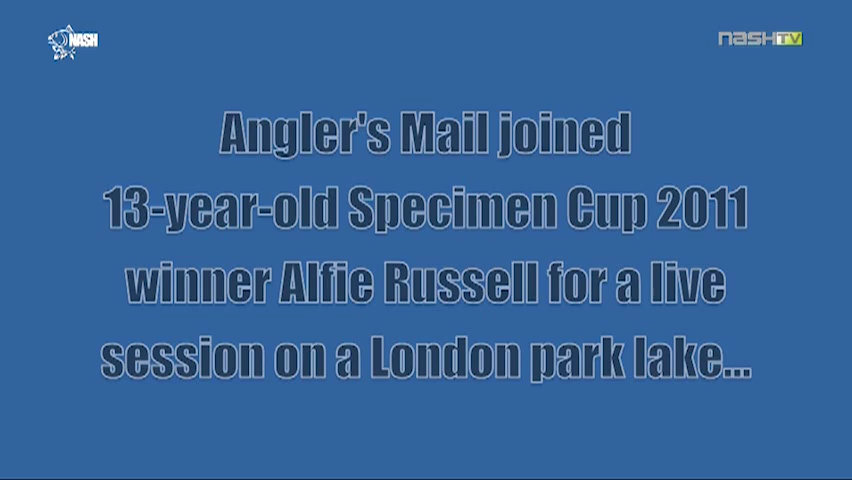 NASH
nashTV
Angler's Mail joined
13-year-old Specimen Cup 2011
winner Alfie Russell for a live
session on a London park lake...